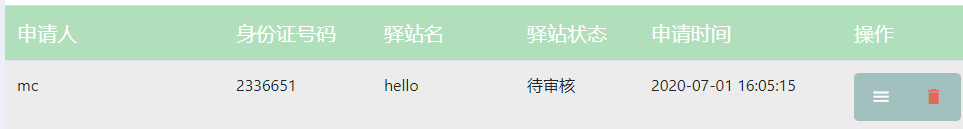 申请人 身份证号码 驿站名 驿站状态 申请时间 操作
mc 2336651 hello 待审核 2020-07-01 16:05:15